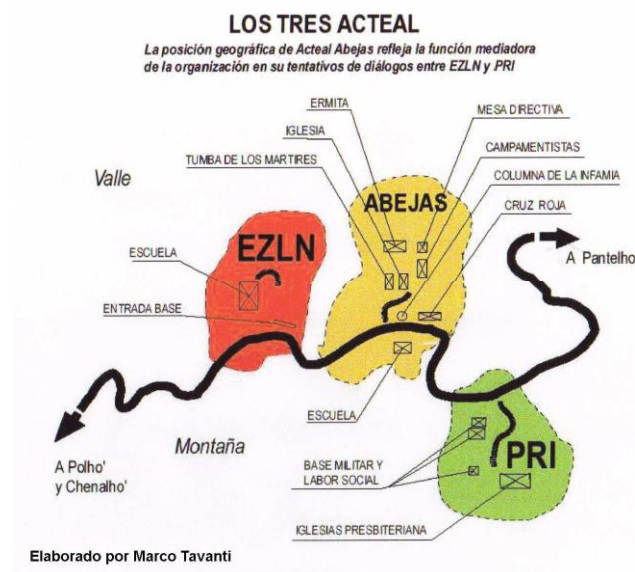 LOS TRES ACTEAL
La posición geográfica de Acteal Abejas refleja la función mediadora
de la organización en su tentativos de diálogos entre EZLN y PRI
ERMITA
MESA DIRECTIVA
IGLESIA
CAMPAMENTISTAS
TUMBA DE LOS MARTIRES
COLUMNA DE LA INFAMIA
Valle
ABEJAS
CRUZ ROJA
EZLN
ESCUELA
A Pantelho
ENTRADA BASE
ESCUELA
Montaña
A Polho'
y Chenalho'
BASE MILITAR Y
LABOR SOCIAL
PRI
IGLESIAS PRESBITERIANA
Elaborado por Marco Tavanti